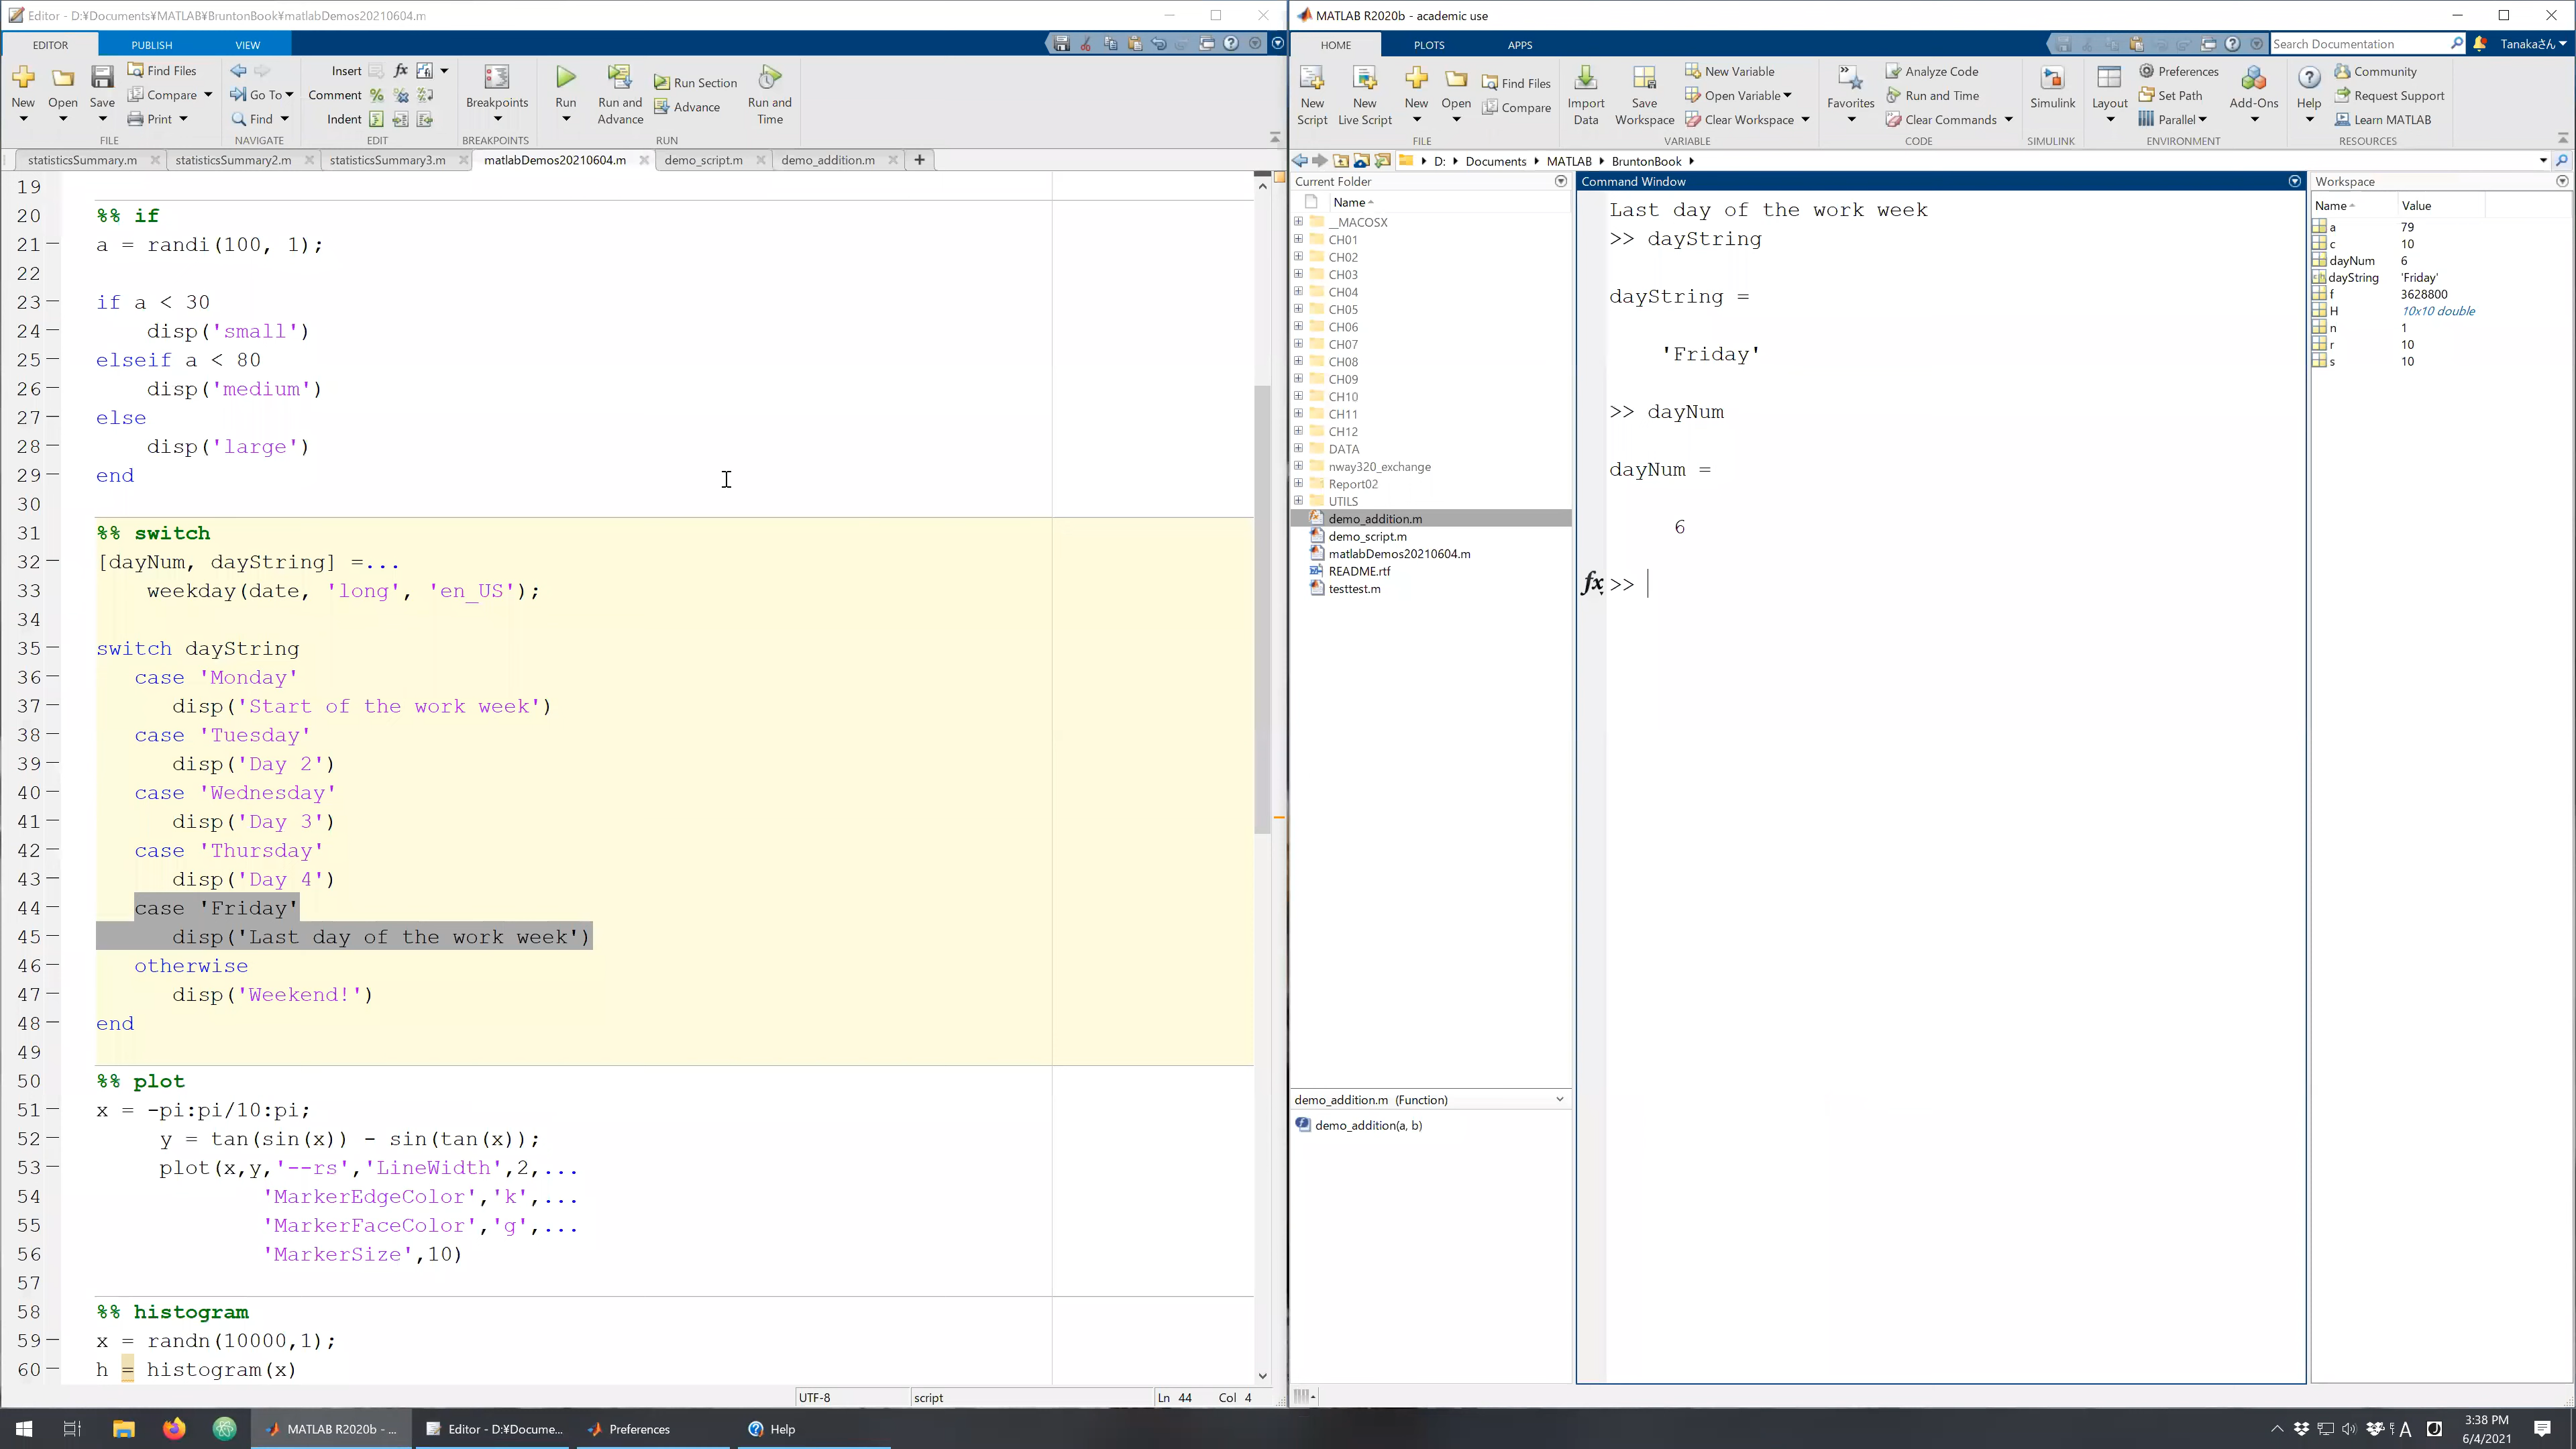 Editor - D:¥Documents¥MATLAB¥BruntonBook¥matlabDemos20210604.m
EDITOR PUBLISH VIEW
New Open Save
Find Files
Compare
Print
FILE
Go To
Find
NAVIGATE
Insert fx
Comment
Indent
EDIT
Breakpoints
BREAKPOINTS
Run
Run and Advance
Run Section
Advance
Run and Time
RUN
statisticsSummary.m statisticsSummary2.m statisticsSummary3.m matlabDemos20210604.m demo_script.m demo_addition.m
19
20 %% if
21 a = randi(100, 1);
22
23 if a < 30
24 disp('small')
25 elseif a < 80
26 disp('medium')
27 else
28 disp('large')
29 end
30
31 %% switch
32 [dayNum, dayString] =...
33 weekday(date, 'long', 'en_US');
34
35 switch dayString
36 case 'Monday'
37 disp('Start of the work week')
38 case 'Tuesday'
39 disp('Day 2')
40 case 'Wednesday'
41 disp('Day 3')
42 case 'Thursday'
43 disp('Day 4')
44 case 'Friday'
45 disp('Last day of the work week')
46 otherwise
47 disp('Weekend!')
48 end
49
50 %% plot
51 x = -pi:pi/10:pi;
52 y = tan(sin(x)) - sin(tan(x));
53 plot(x,y,'--rs','LineWidth',2,...
54 'MarkerEdgeColor','k',...
55 'MarkerFaceColor','g',...
56 'MarkerSize',10)
57
58 %% histogram
59 x = randn(10000,1);
60 h = histogram(x)
UTF-8 script Ln 44 Col 4
MATLAB R2020b - academic use
HOME PLOTS APPS
Search Documentation
Tanakaさん
New Script
New Live Script
New
Open
Find Files
Compare
FILE
Import Data
Save Workspace
New Variable
Open Variable
Clear Workspace
VARIABLE
Favorites
Analyze Code
Run and Time
Clear Commands
CODE
Simulink
SIMULINK
Layout
Preferences
Set Path
Parallel
ENVIRONMENT
Add-Ons
Help
Community
Request Support
Learn MATLAB
RESOURCES
D: Documents MATLAB BruntonBook
Current Folder
Name
__MACOSX
CH01
CH02
CH03
CH04
CH05
CH06
CH07
CH08
CH09
CH10
CH11
CH12
DATA
nway320_exchange
Report02
UTILS
demo_addition.m
demo_script.m
matlabDemos20210604.m
README.rtf
testtest.m
demo_addition.m (Function)
demo_addition(a, b)
Command Window
Last day of the work week
>> dayString
dayString =
'Friday'
>> dayNum
dayNum =
6
fx >>
Workspace
Name Value
a 79
c 10
dayNum 6
dayString 'Friday'
f 3628800
H 10x10 double
n 1
r 10
s 10
MATLAB R2020b - ...
Editor - D:¥Docume...
Preferences
Help
A
3:38 PM
6/4/2021